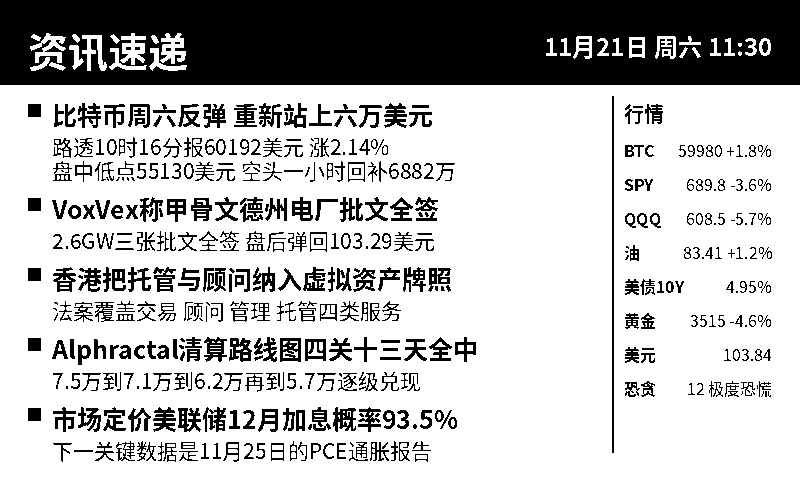 资讯速递
11月21日 周六 11:30
比特币周六反弹 重新站上六万美元
路透10时16分报60192美元 涨2.14%
盘中低点55130美元 空头一小时回补6882万
VoxVex称甲骨文德州电厂批文全签
2.6GW三张批文全签 盘后弹回103.29美元
香港把托管与顾问纳入虚拟资产牌照
法案覆盖交易 顾问 管理 托管四类服务
Alphractal清算路线图四关十三天全中
7.5万到7.1万到6.2万再到5.7万逐级兑现
市场定价美联储12月加息概率93.5%
下一关键数据是11月25日的PCE通胀报告
行情
BTC 59980 +1.8%
SPY 689.8 -3.6%
QQQ 608.5 -5.7%
油 83.41 +1.2%
美债10Y 4.95%
黄金 3515 -4.6%
美元 103.84
恐贪 12 极度恐慌